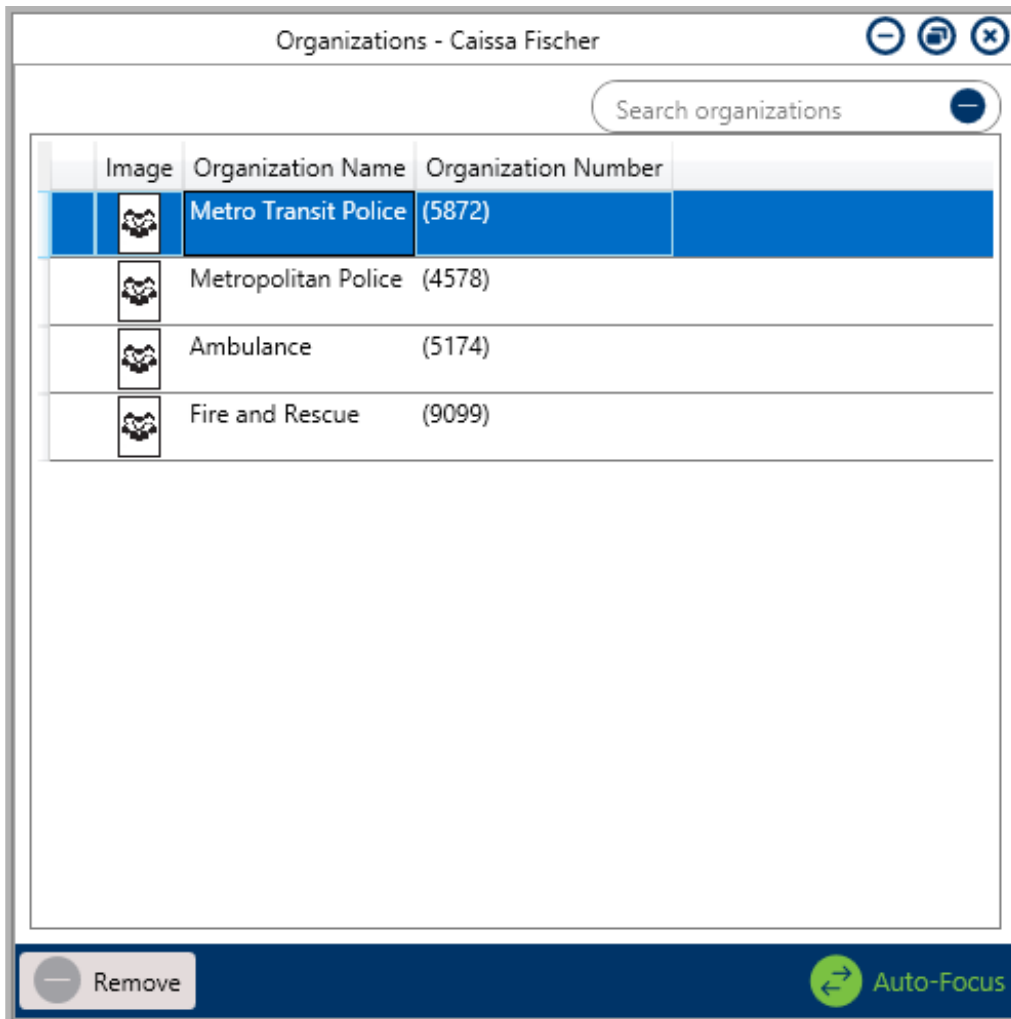 Organizations - Caissa Fischer
Search organizations
Image Organization Name Organization Number
Metro Transit Police (5872)
Metropolitan Police (4578)
Ambulance (5174)
Fire and Rescue (9099)
Remove Auto-Focus